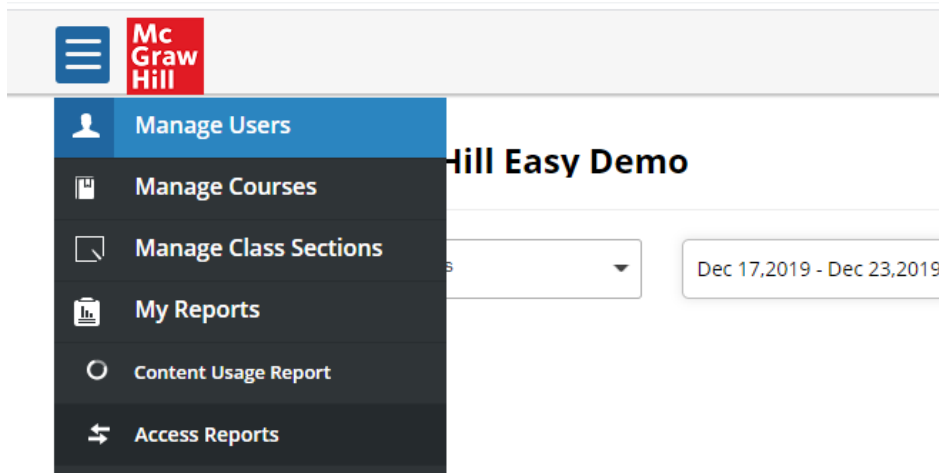 Mc
Graw
Hill
Manage Users
Hill Easy Demo
Manage Courses
Manage Class Sections
s
Dec 17,2019 - Dec 23,2019
My Reports
Content Usage Report
Access Reports